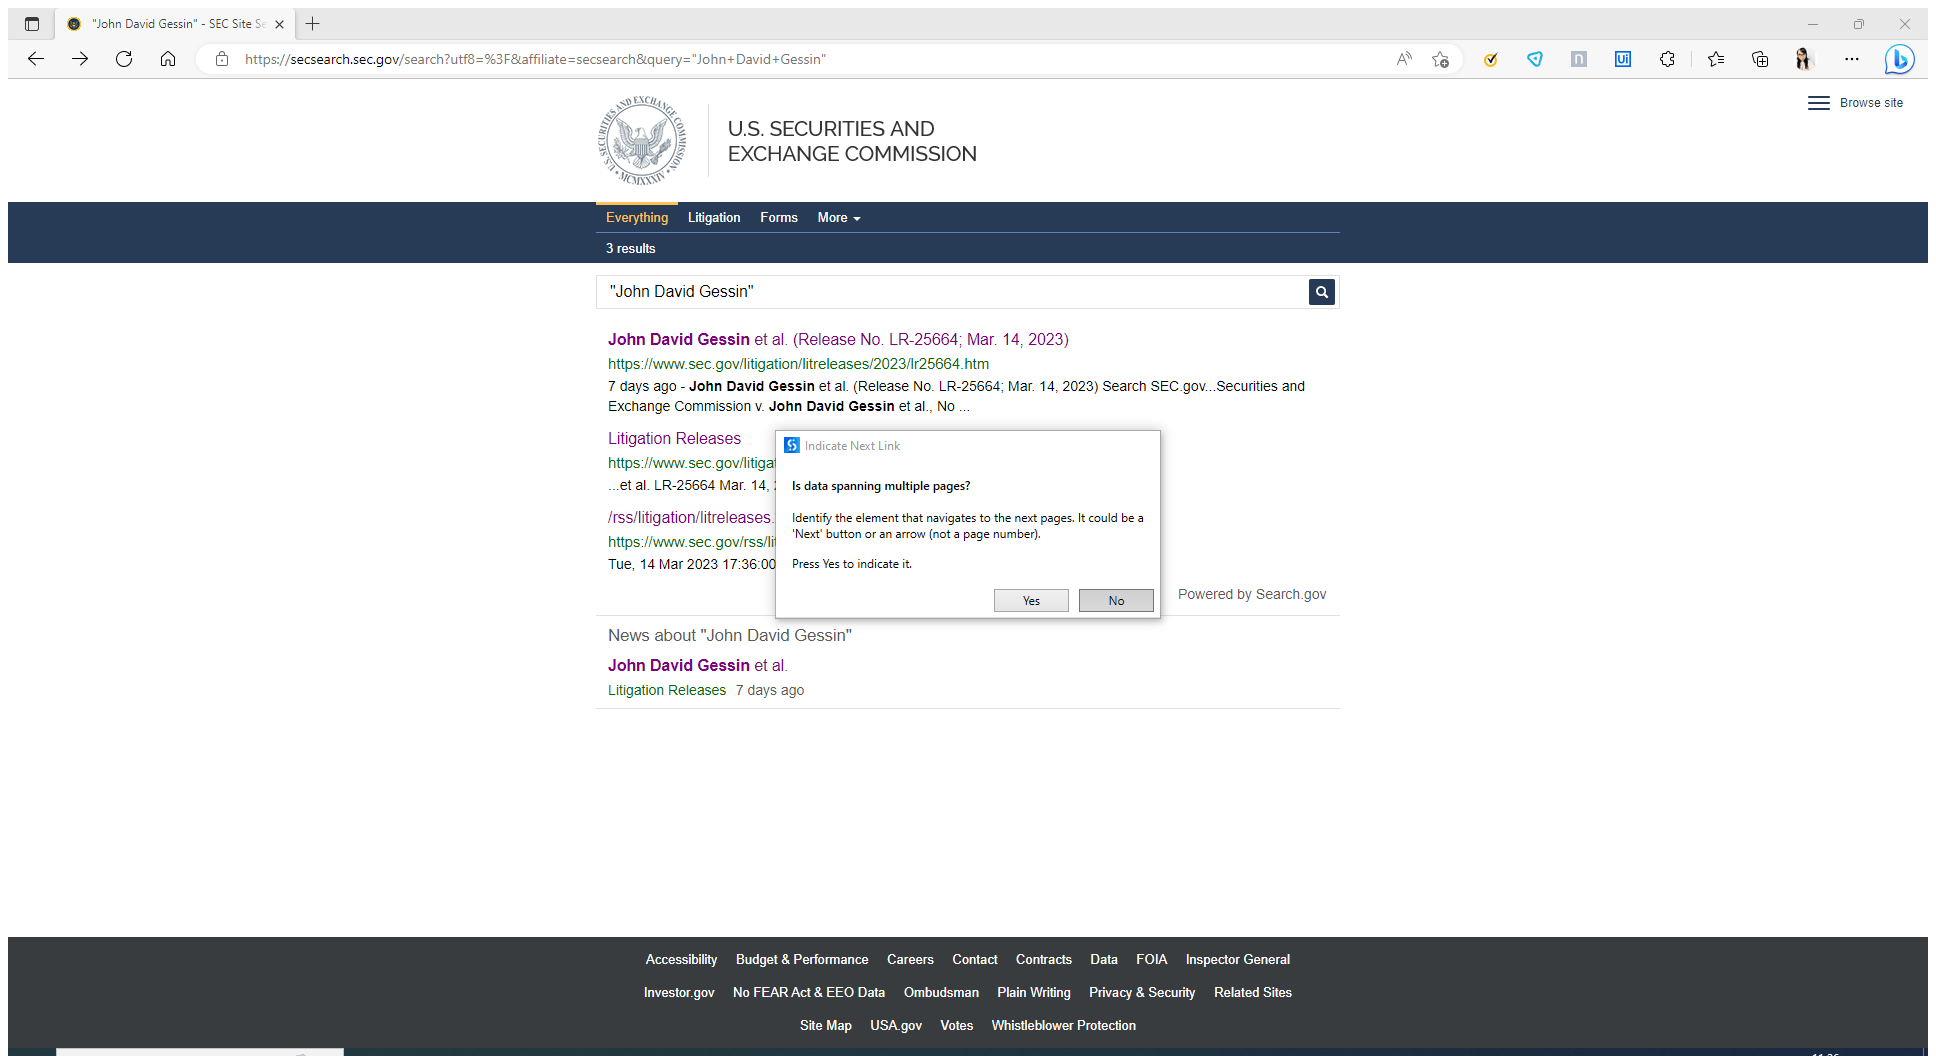 "John David Gessin" - SEC Site Se
https://secsearch.sec.gov/search?utf8=%3F&affiliate=secsearch&query="John+David+Gessin"
Browse site
U.S. SECURITIES AND EXCHANGE COMMISSION
MCMXXXIV
U.S. SECURITIES AND
EXCHANGE COMMISSION
Everything Litigation Forms More
3 results
"John David Gessin"
John David Gessin et al. (Release No. LR-25664; Mar. 14, 2023)
https://www.sec.gov/litigation/litreleases/2023/lr25664.htm
7 days ago - John David Gessin et al. (Release No. LR-25664; Mar. 14, 2023) Search SEC.gov...Securities and
Exchange Commission v. John David Gessin et al., No ...
Litigation Releases
https://www.sec.gov/litigat
...et al. LR-25664 Mar. 14,
/rss/litigation/litreleases.
https://www.sec.gov/rss/lit
Tue, 14 Mar 2023 17:36:00
Indicate Next Link
Is data spanning multiple pages?
Identify the element that navigates to the next pages. It could be a
'Next' button or an arrow (not a page number).
Press Yes to indicate it.
Yes No
Powered by Search.gov
News about "John David Gessin"
John David Gessin et al.
Litigation Releases 7 days ago
Accessibility Budget & Performance Careers Contact Contracts Data FOIA Inspector General
Investor.gov No FEAR Act & EEO Data Ombudsman Plain Writing Privacy & Security Related Sites
Site Map USA.gov Votes Whistleblower Protection